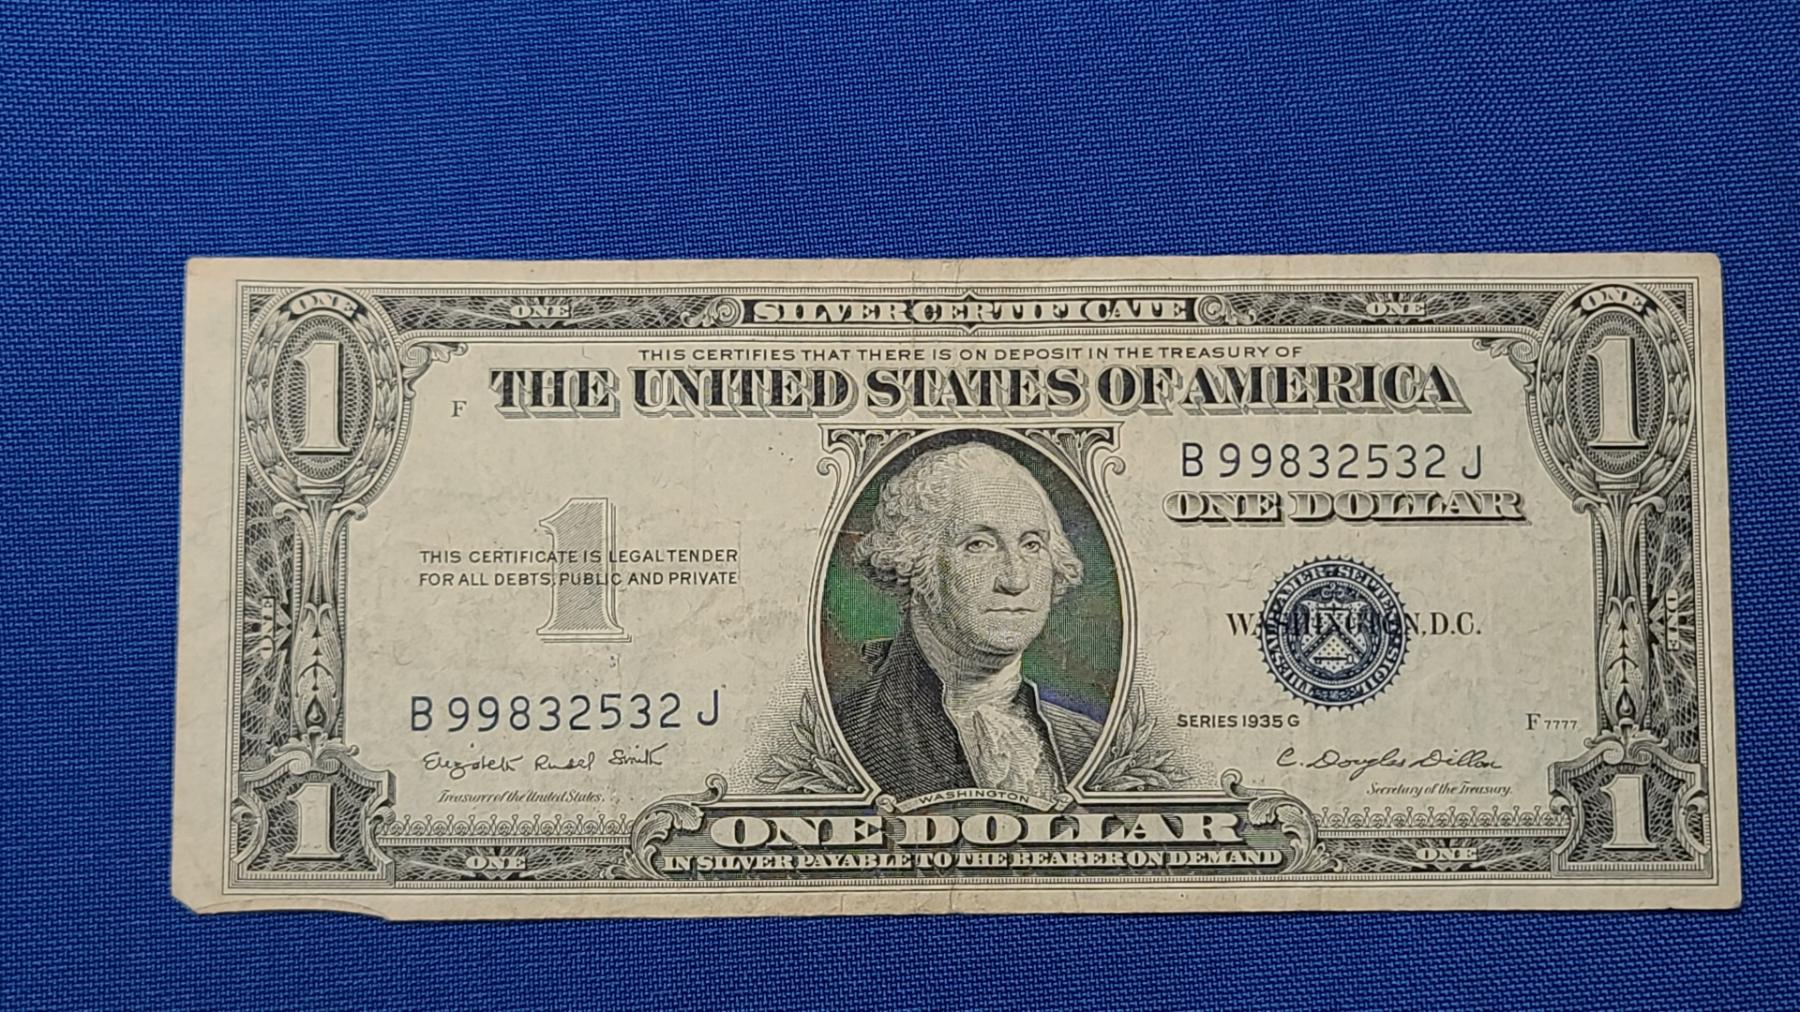 ONE
SILVER CERTIFICATE
ONE
ONE
ONE
1
1
THIS CERTIFIES THAT THERE IS ON DEPOSIT IN THE TREASURY OF
F
THE UNITED STATES OF AMERICA
B 99832532 J
ONE DOLLAR
1
THIS CERTIFICATE IS LEGAL TENDER
FOR ALL DEBTS, PUBLIC AND PRIVATE
WASHINGTON, D.C.
ONE
ONE
B 99832532 J
SERIES 1935 G
F 7777
Elizabeth Rudel Smith
Treasurer of the United States.
C. Douglas Dillon
Secretary of the Treasury.
WASHINGTON
1
1
ONE DOLLAR
ONE
IN SILVER PAYABLE TO THE BEARER ON DEMAND
ONE